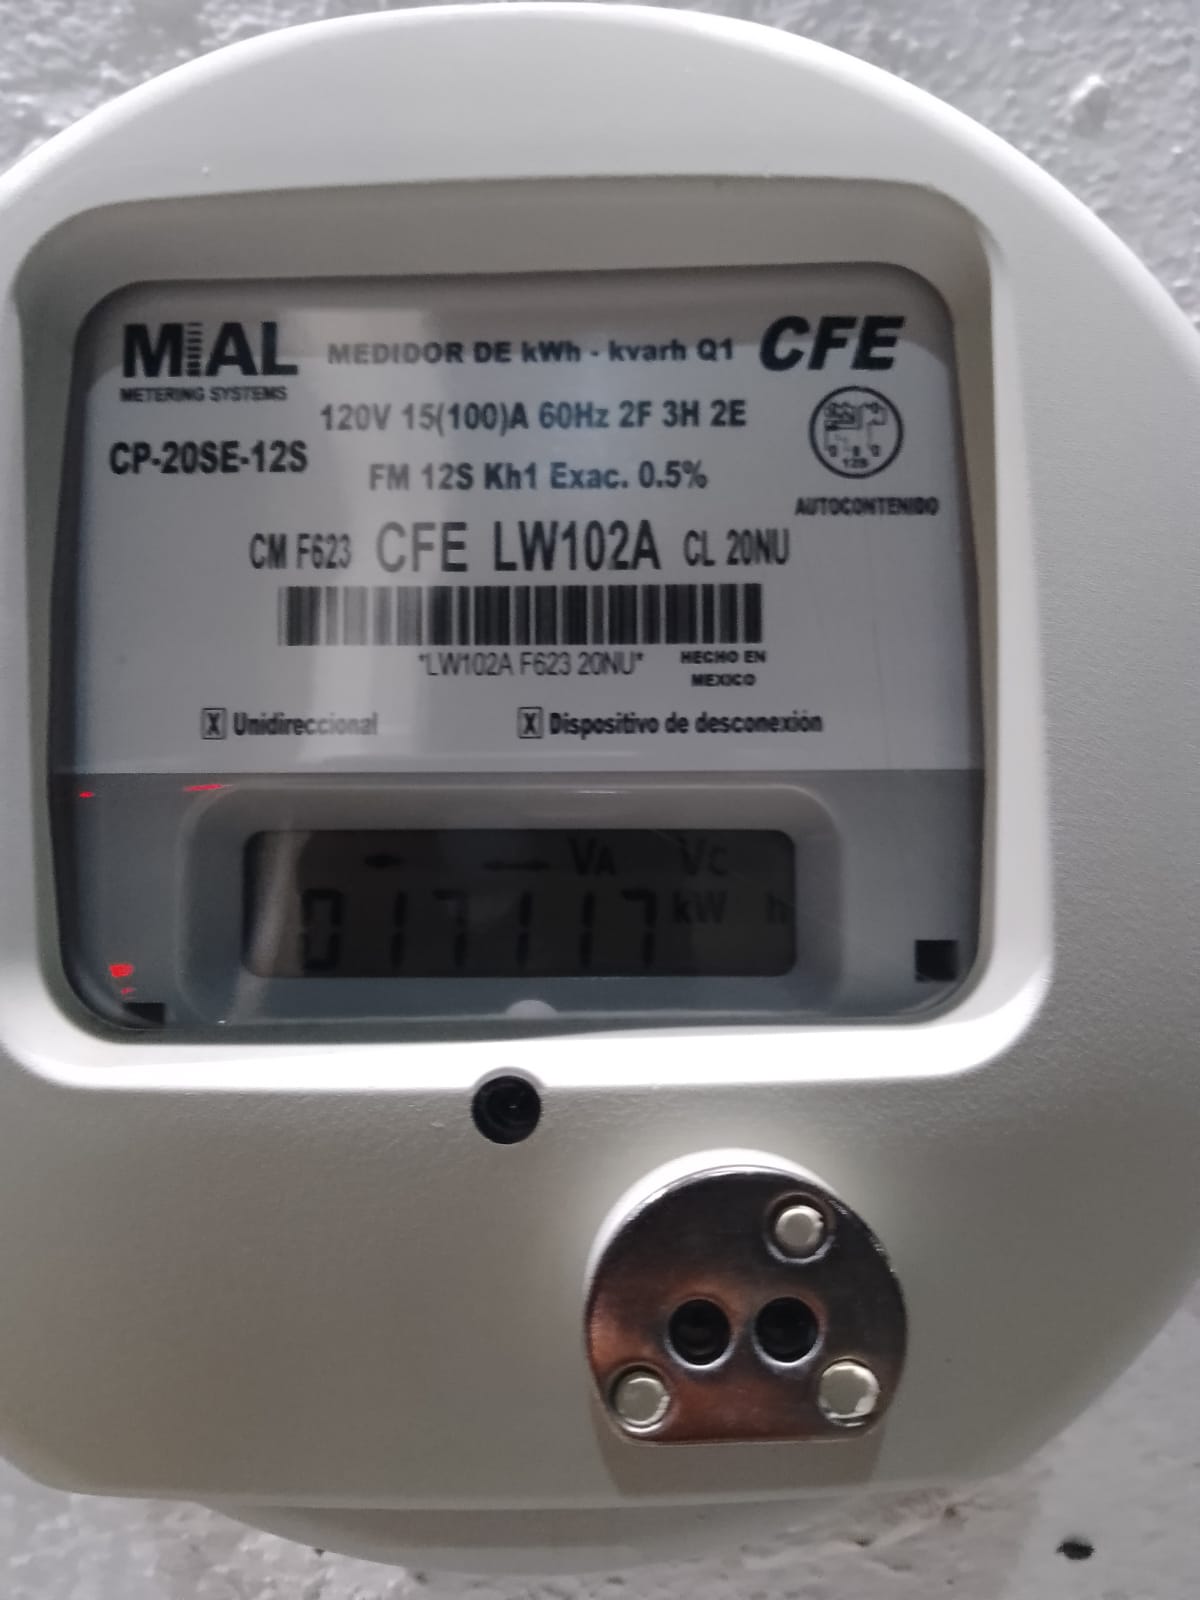 MIAL
METERING SYSTEMS
MEDIDOR DE kWh - kvarh Q1
CFE
120V 15(100)A 60Hz 2F 3H 2E
CP-20SE-12S
FM 12S Kh1 Exac. 0.5%
12S
AUTOCONTENIDO
CM F623 CFE LW102A CL 20NU
*LW102A F623 20NU*
HECHO EN
MEXICO
X Unidireccional X Dispositivo de desconexión
VA VC
017117 kW h